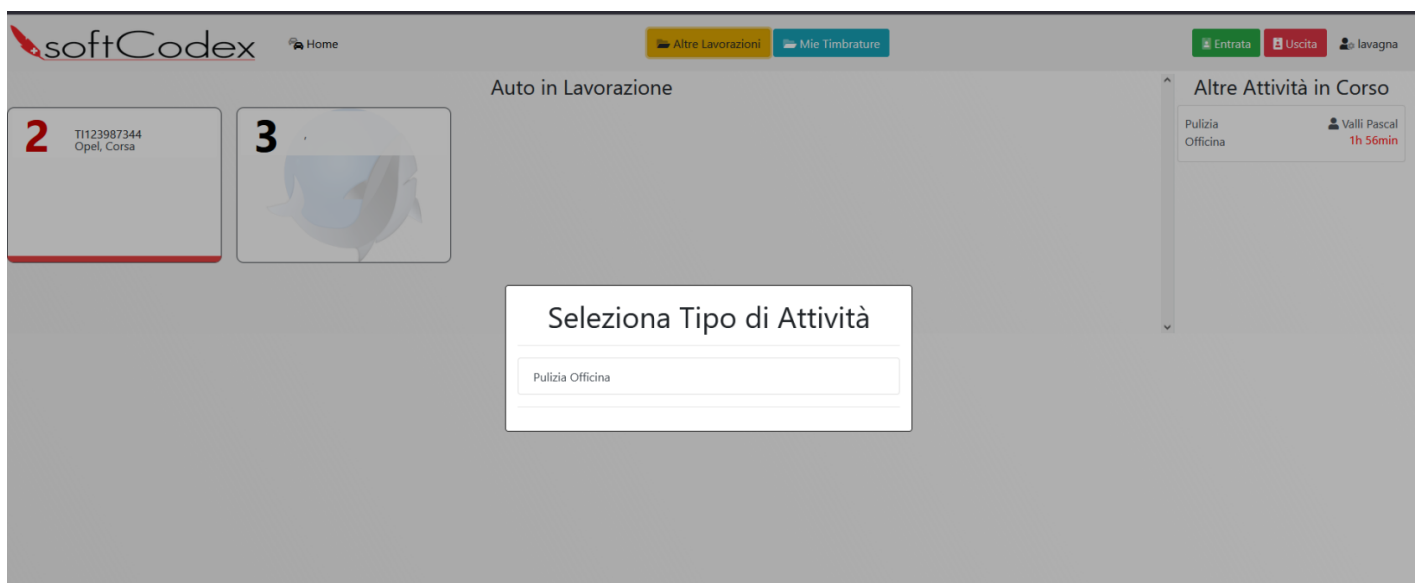 softCodex
Home
Altre Lavorazioni
Mie Timbrature
Entrata
Uscita
lavagna
Auto in Lavorazione
Altre Attività in Corso
2
TI123987344
Opel, Corsa
3
,
Pulizia
Officina
Valli Pascal
1h 56min
Seleziona Tipo di Attività
Pulizia Officina